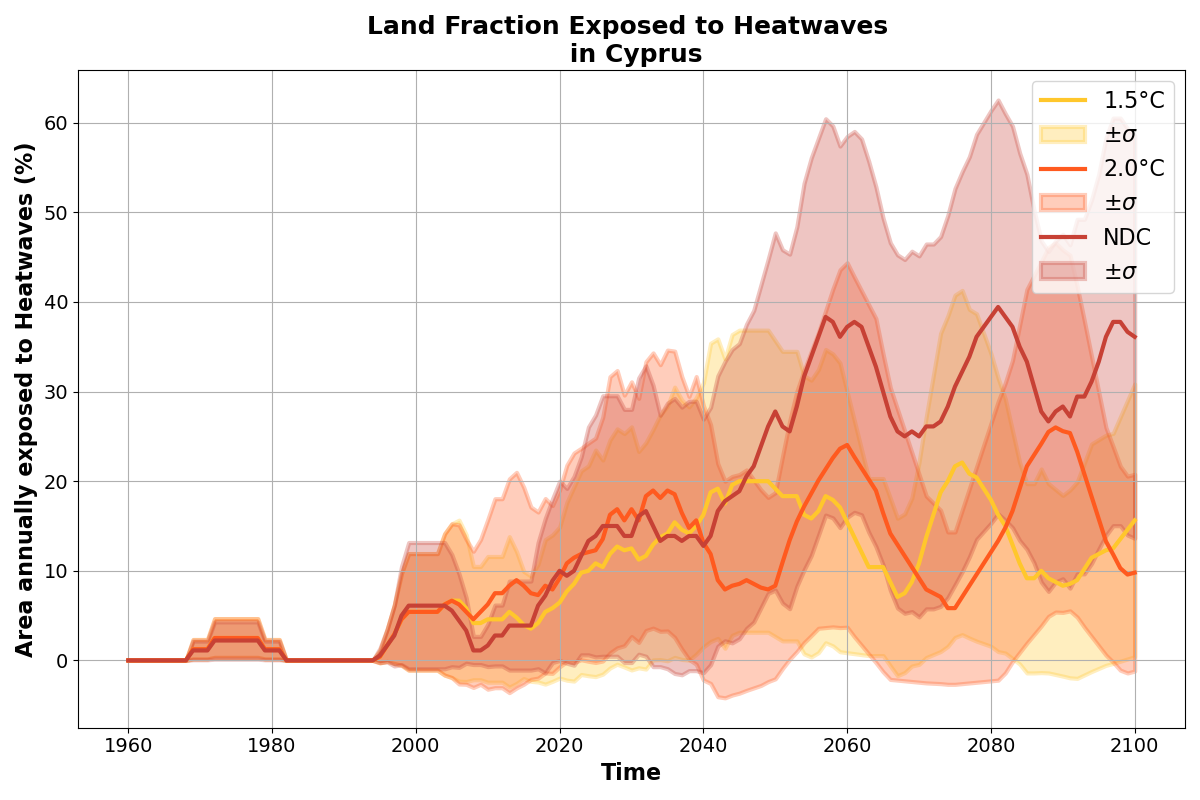 Land Fraction Exposed to Heatwaves
in Cyprus
Area annually exposed to Heatwaves (%)
60
50
40
30
20
10
0
1960 1980 2000 2020 2040 2060 2080 2100
Time
1.5°C
±σ
2.0°C
±σ
NDC
±σ